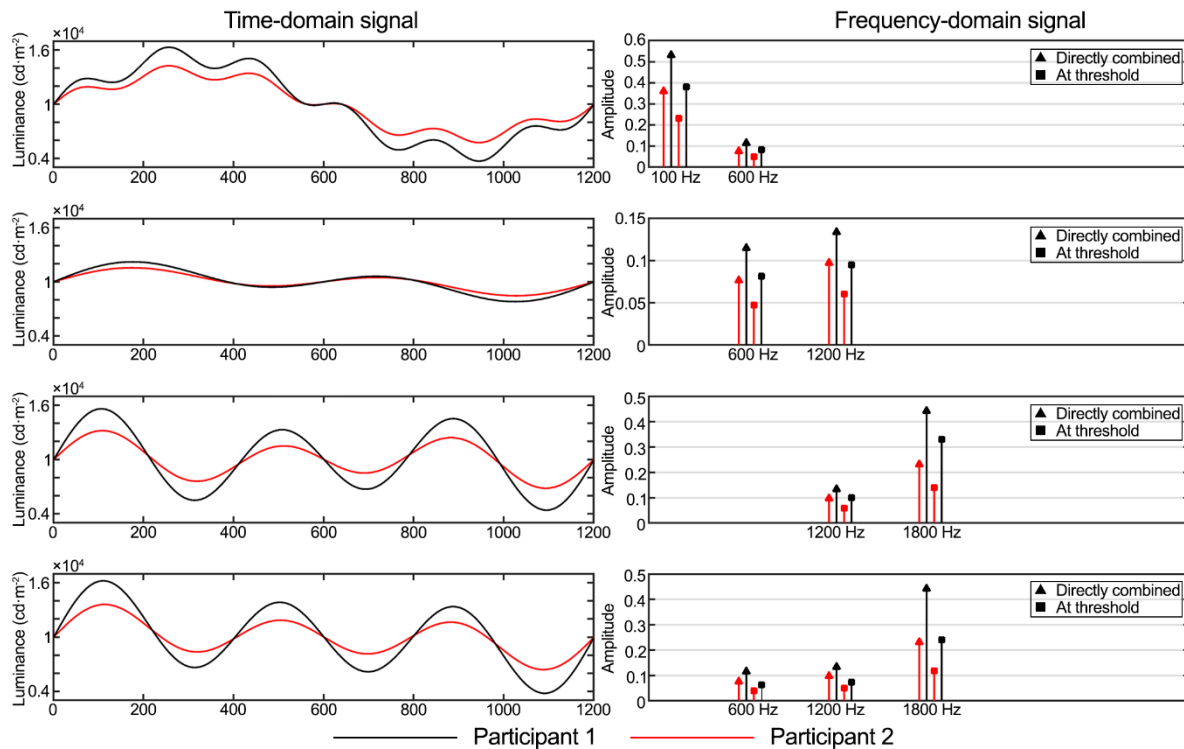 Time-domain signal
Frequency-domain signal
×10⁴
Luminance (cd·m⁻²)
1.6
1
0.4
0 200 400 600 800 1000 1200
Amplitude
0.6
0.5
0.4
0.3
0.2
0.1
0
100 Hz 600 Hz
Directly combined
At threshold
×10⁴
Luminance (cd·m⁻²)
1.6
1
0.4
0 200 400 600 800 1000 1200
Amplitude
0.15
0.1
0.05
0
600 Hz 1200 Hz
Directly combined
At threshold
×10⁴
Luminance (cd·m⁻²)
1.6
1
0.4
0 200 400 600 800 1000 1200
Amplitude
0.5
0.4
0.3
0.2
0.1
0
1200 Hz 1800 Hz
Directly combined
At threshold
×10⁴
Luminance (cd·m⁻²)
1.6
1
0.4
0 200 400 600 800 1000 1200
Amplitude
0.5
0.4
0.3
0.2
0.1
0
600 Hz 1200 Hz 1800 Hz
Directly combined
At threshold
Participant 1 Participant 2